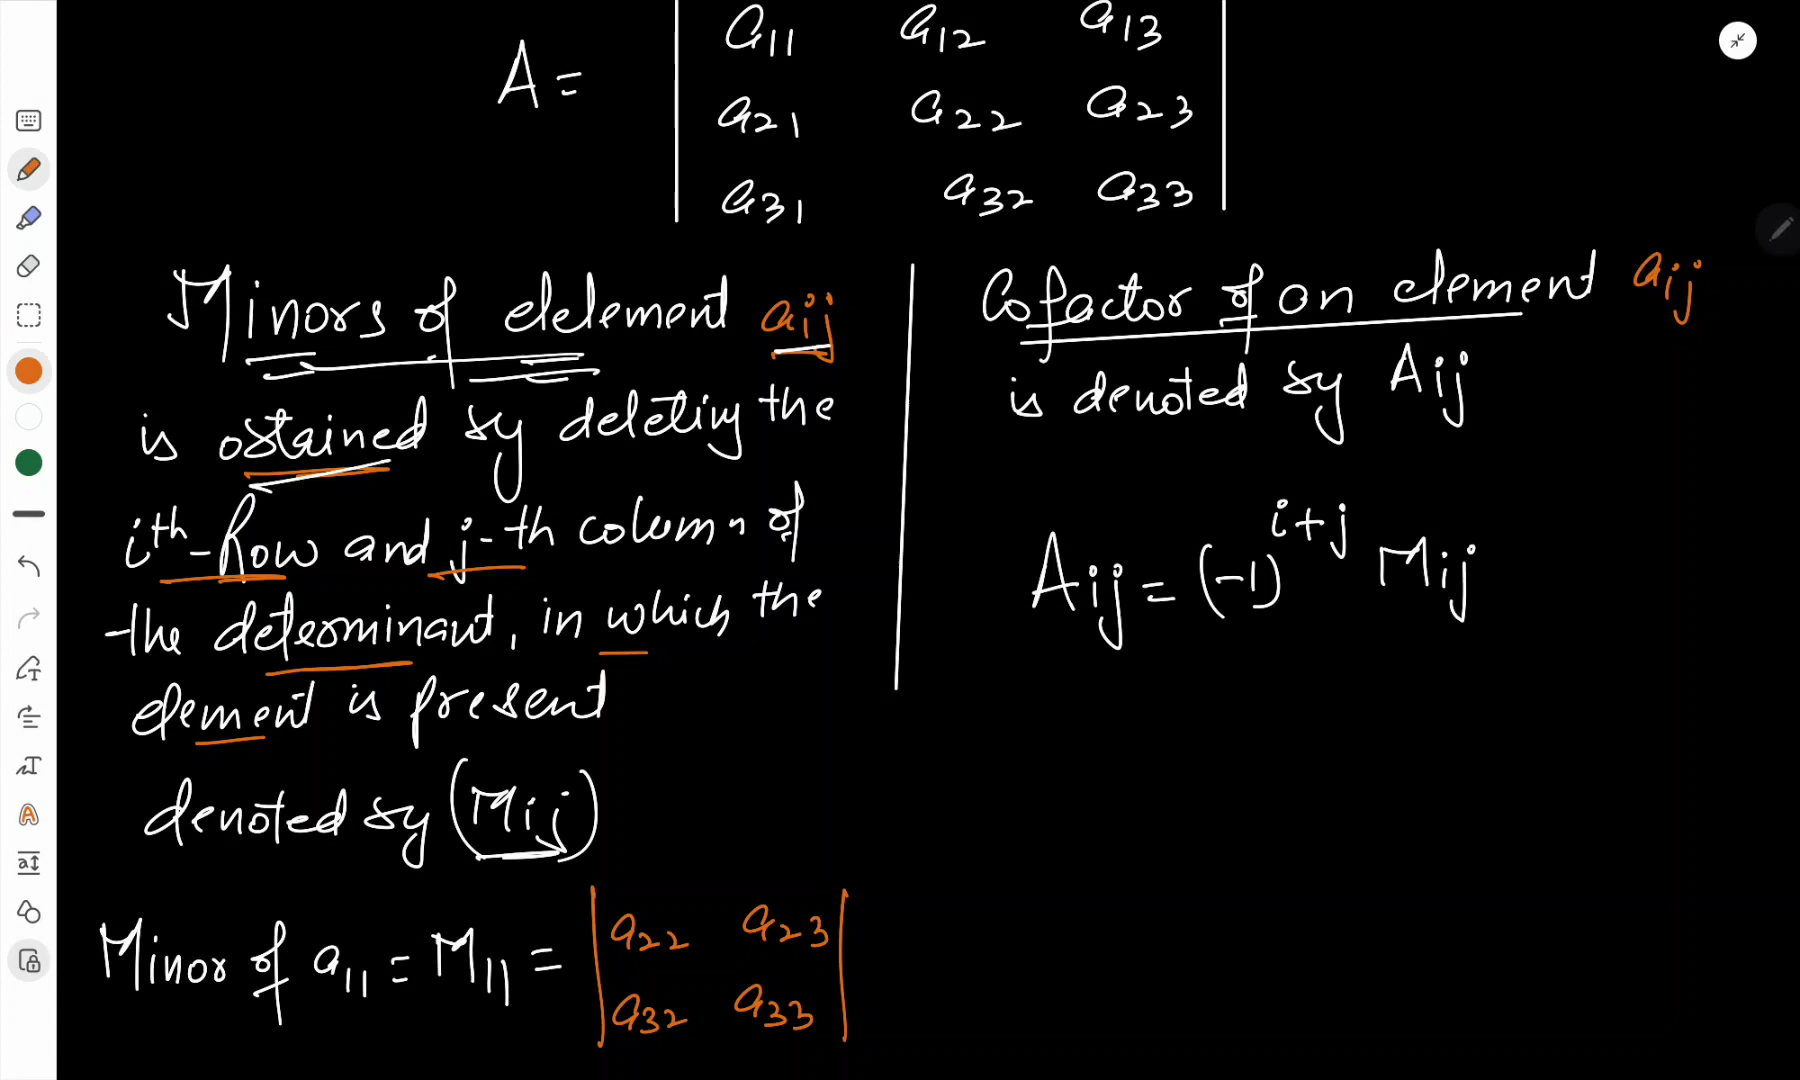 A = | a11 a12 a13 |
| a21 a22 a23 |
| a31 a32 a33 |
Minors of elelement aij
is obtained by deleting the
ith-Row and j-th column of
the determinant, in which the
element is present
denoted by (Mij)
Minor of a11 = M11 = | a22 a23 |
| a32 a33 |
Cofactor of an element aij
is denoted by Aij
Aij = (-1)^i+j Mij